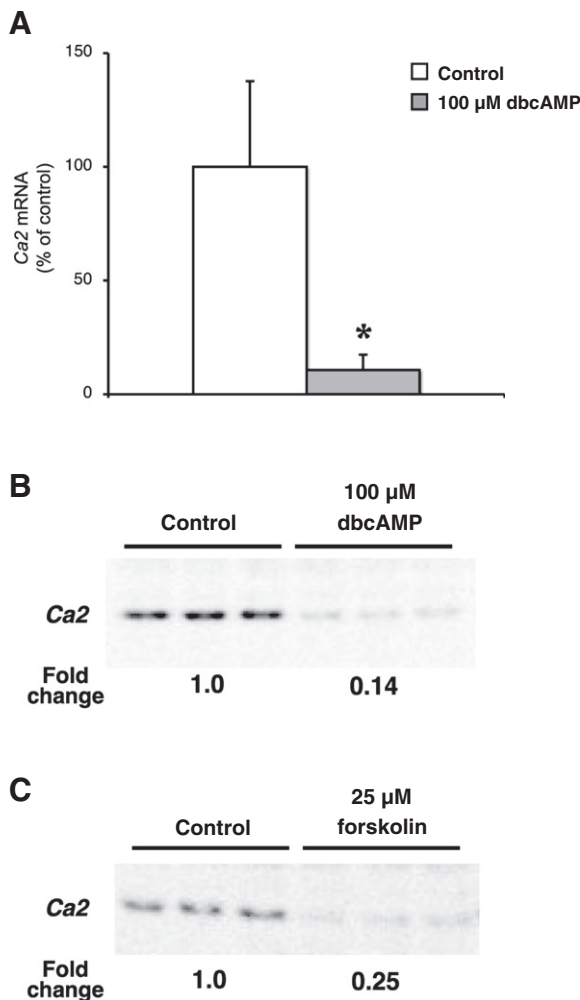 A
150
100
50
0
Ca2 mRNA
(% of control)
Control
100 µM dbcAMP
*
B
Control
100 µM
dbcAMP
Ca2
Fold
change
1.0
0.14
C
Control
25 µM
forskolin
Ca2
Fold
change
1.0
0.25